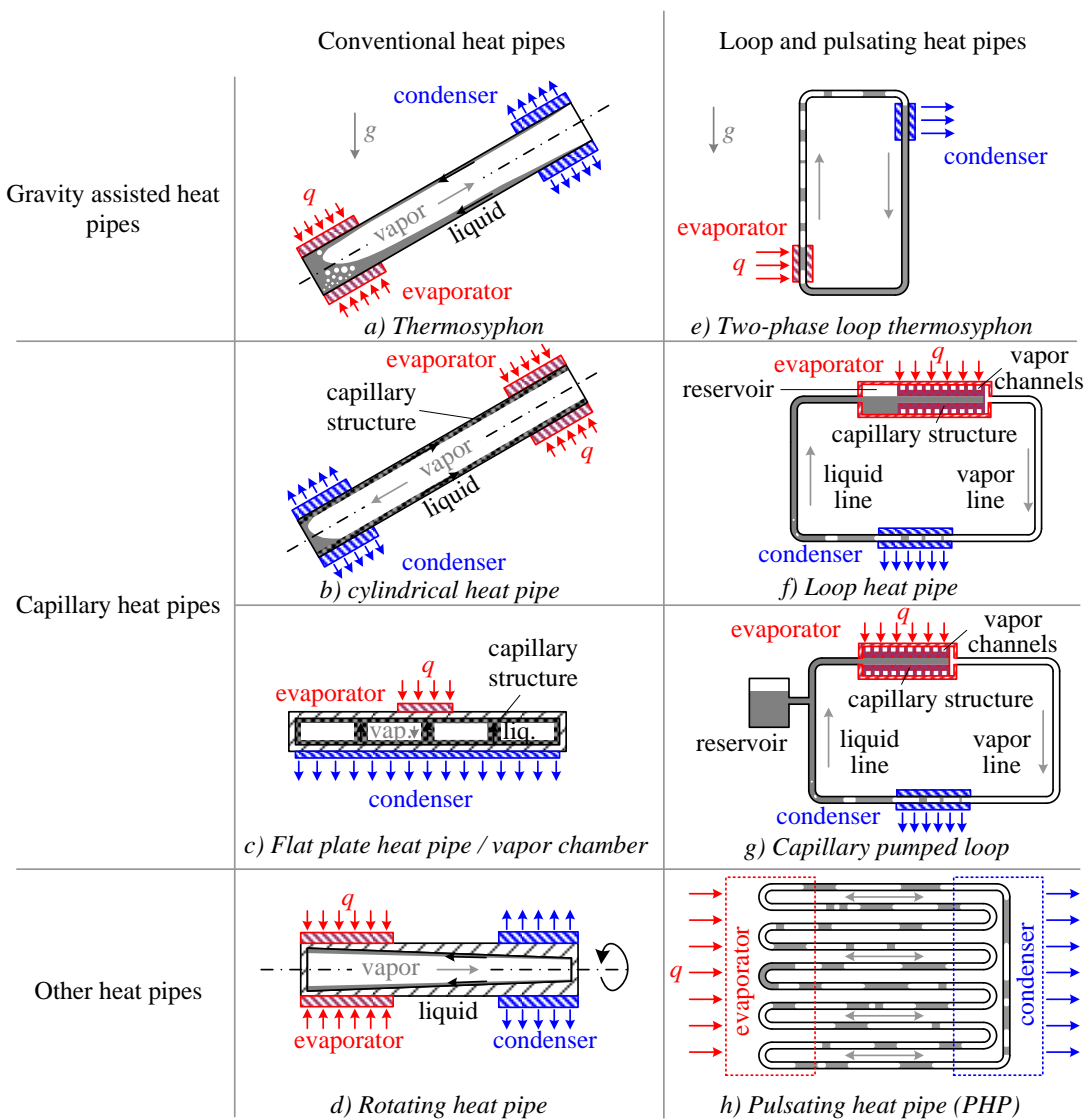 Conventional heat pipes
Loop and pulsating heat pipes
Gravity assisted heat
pipes
condenser
g
q
vapor
liquid
evaporator
a) Thermosyphon
g
condenser
evaporator
q
e) Two-phase loop thermosyphon
Capillary heat pipes
evaporator
capillary
structure
q
vapor
liquid
condenser
b) cylindrical heat pipe
evaporator
q
vapor
channels
reservoir
capillary structure
liquid
line
vapor
line
condenser
f) Loop heat pipe
capillary
structure
q
evaporator
vap.
liq.
condenser
c) Flat plate heat pipe / vapor chamber
q
evaporator
vapor
channels
capillary structure
reservoir
liquid
line
vapor
line
condenser
g) Capillary pumped loop
Other heat pipes
q
vapor
liquid
evaporator
condenser
d) Rotating heat pipe
q
evaporator
condenser
h) Pulsating heat pipe (PHP)